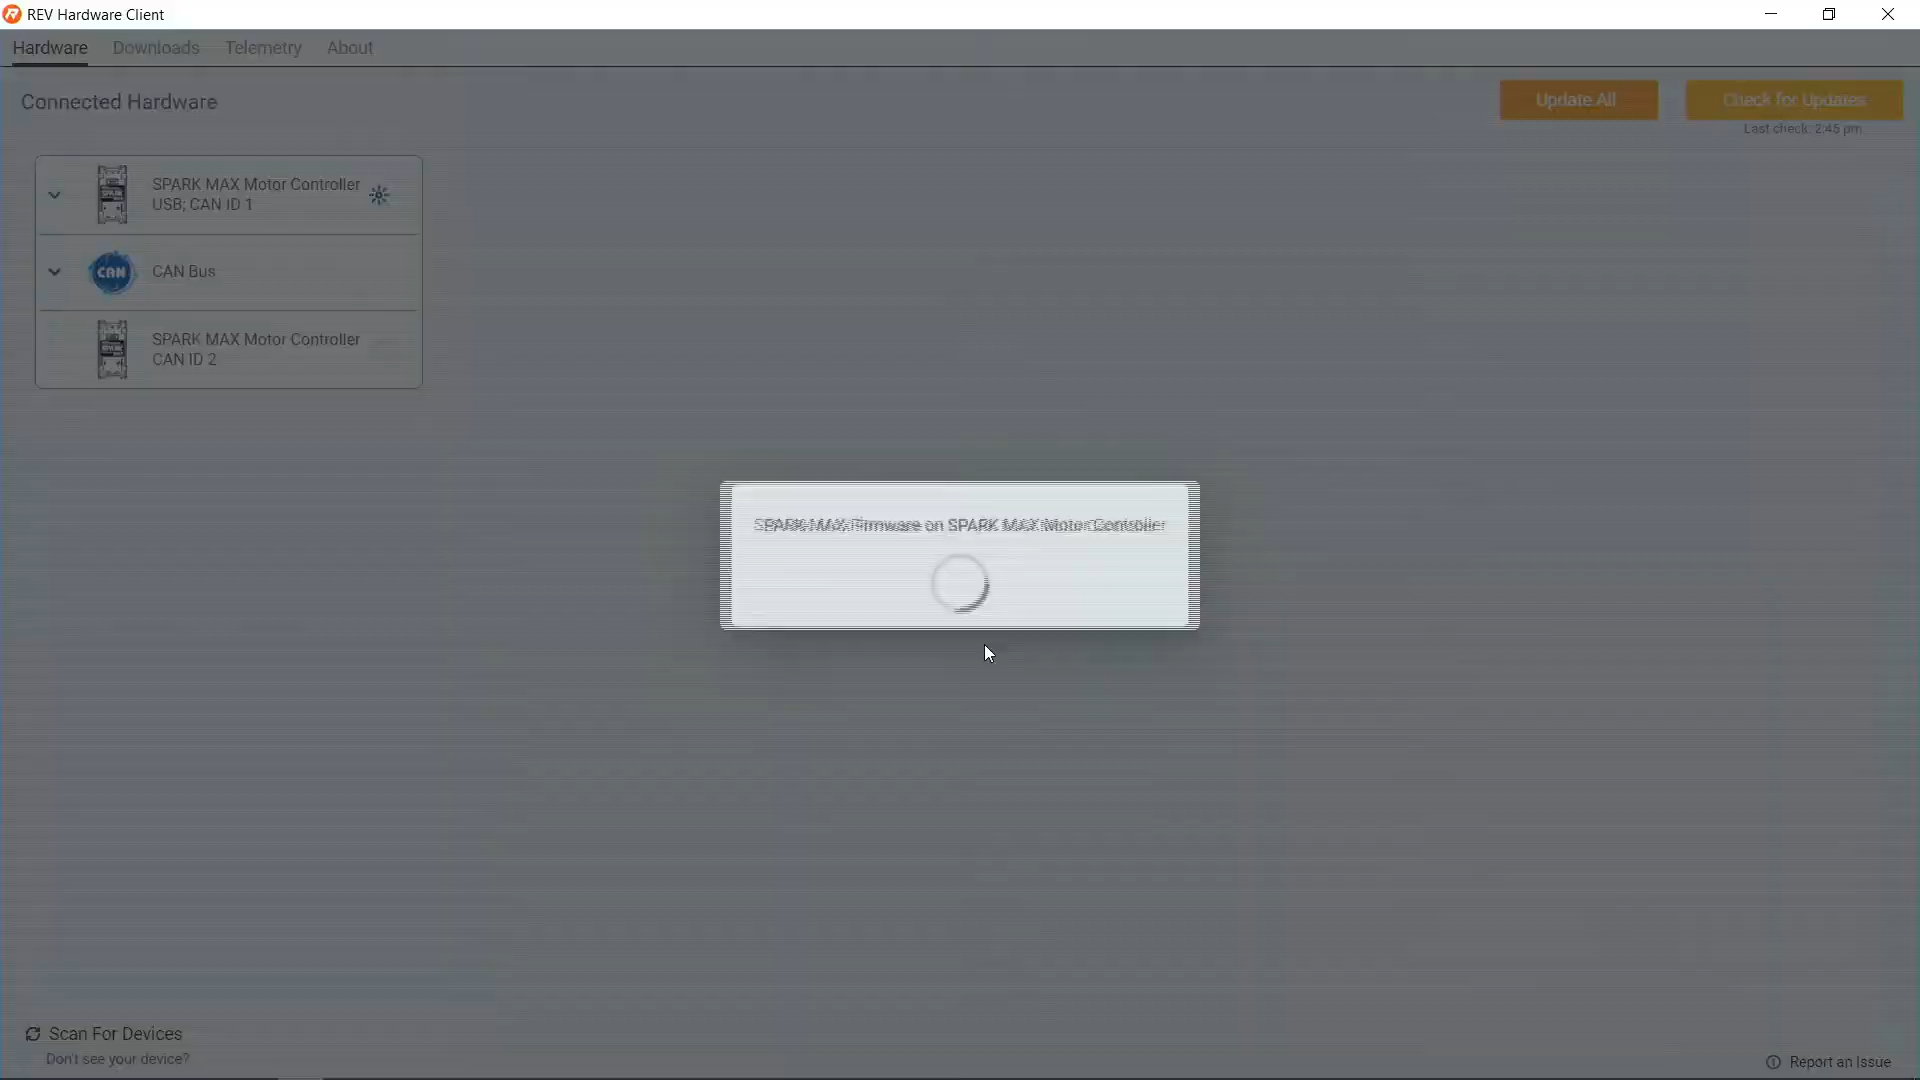 REV Hardware Client
Hardware Downloads Telemetry About
Connected Hardware
Update All
Check for Updates
Last check: 2:45 pm
SPARK MAX Motor Controller
USB; CAN ID 1
CAN
CAN Bus
SPARK MAX Motor Controller
CAN ID 2
SPARK MAX Firmware on SPARK MAX Motor Controller
Scan For Devices
Don't see your device?
Report an Issue